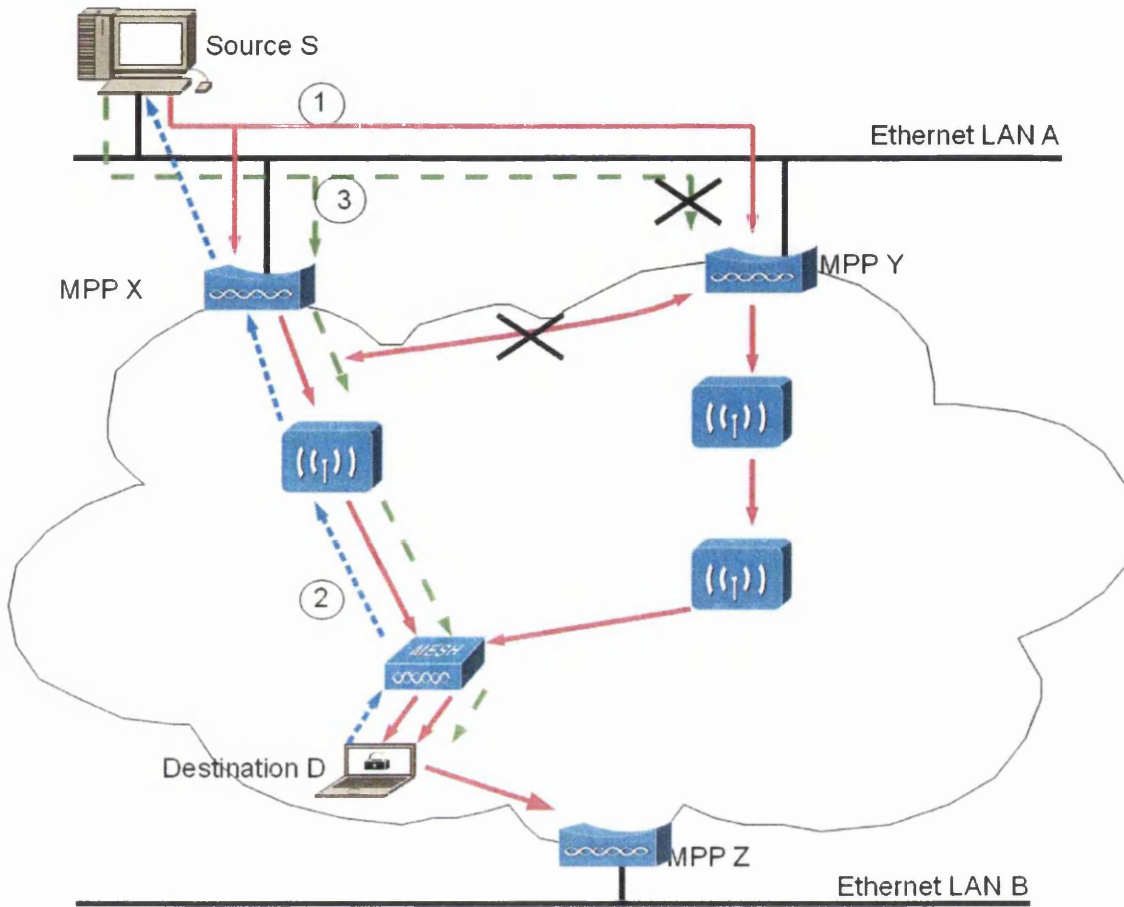 Source S
1
Ethernet LAN A
3
MPP X
MPP Y
2
MESH
Destination D
MPP Z
Ethernet LAN B